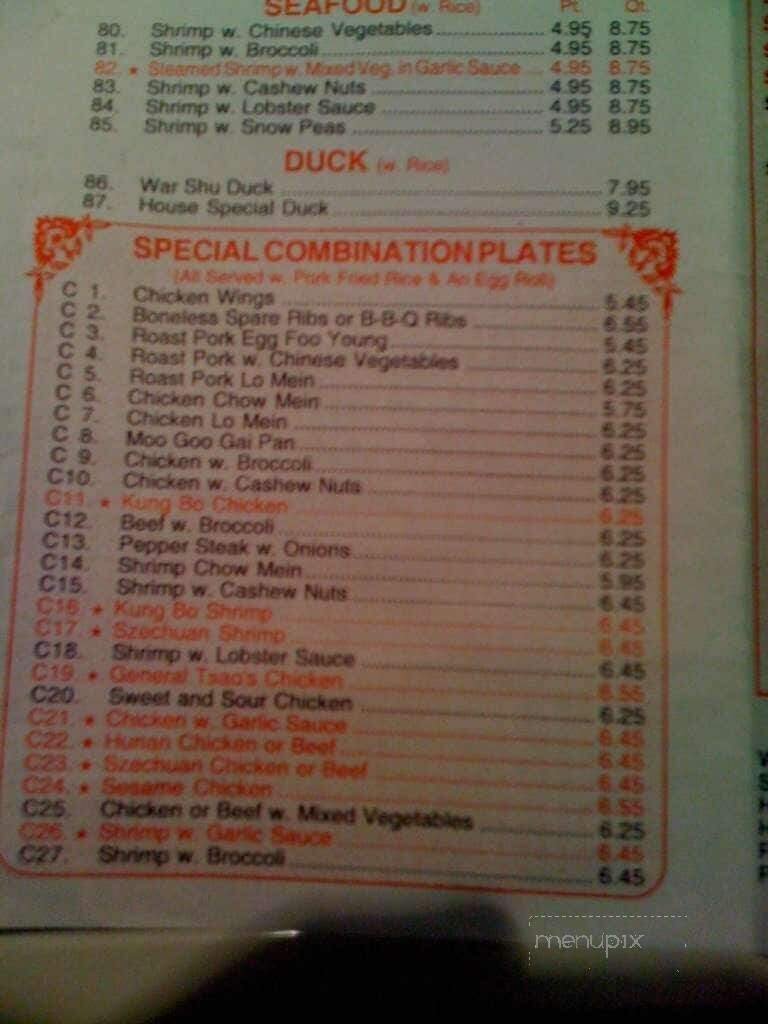 SEAFOOD (w. Rice) Pt. Qt.
80. Shrimp w. Chinese Vegetables 4.95 8.75
81. Shrimp w. Broccoli 4.95 8.75
82. ★ Steamed Shrimp w. Mixed Veg. in Garlic Sauce 4.95 8.75
83. Shrimp w. Cashew Nuts 4.95 8.75
84. Shrimp w. Lobster Sauce 4.95 8.75
85. Shrimp w. Snow Peas 5.25 8.95
DUCK (w. Rice)
86. War Shu Duck 7.95
87. House Special Duck 9.25
SPECIAL COMBINATION PLATES
(All Served w. Pork Fried Rice & An Egg Roll)
C 1. Chicken Wings 5.45
C 2. Boneless Spare Ribs or B-B-Q Ribs 6.55
C 3. Roast Pork Egg Foo Young 5.45
C 4. Roast Pork w. Chinese Vegetables 6.25
C 5. Roast Pork Lo Mein 6.25
C 6. Chicken Chow Mein 5.75
C 7. Chicken Lo Mein 6.25
C 8. Moo Goo Gai Pan 6.25
C 9. Chicken w. Broccoli 6.25
C10. Chicken w. Cashew Nuts 6.25
C11. ★ Kung Bo Chicken 6.25
C12. Beef w. Broccoli 6.25
C13. Pepper Steak w. Onions 6.25
C14. Shrimp Chow Mein 5.95
C15. Shrimp w. Cashew Nuts 6.45
C16. ★ Kung Bo Shrimp 6.45
C17. ★ Szechuan Shrimp 6.45
C18. Shrimp w. Lobster Sauce 6.45
C19. ★ General Tsao's Chicken 6.55
C20. Sweet and Sour Chicken 6.25
C21. ★ Chicken w. Garlic Sauce 6.45
C22. ★ Hunan Chicken or Beef 6.45
C23. ★ Szechuan Chicken or Beef 6.45
C24. ★ Sesame Chicken 6.55
C25. Chicken or Beef w. Mixed Vegetables 6.25
C26. ★ Shrimp w. Garlic Sauce 6.45
C27. Shrimp w. Broccoli 6.45
menupix